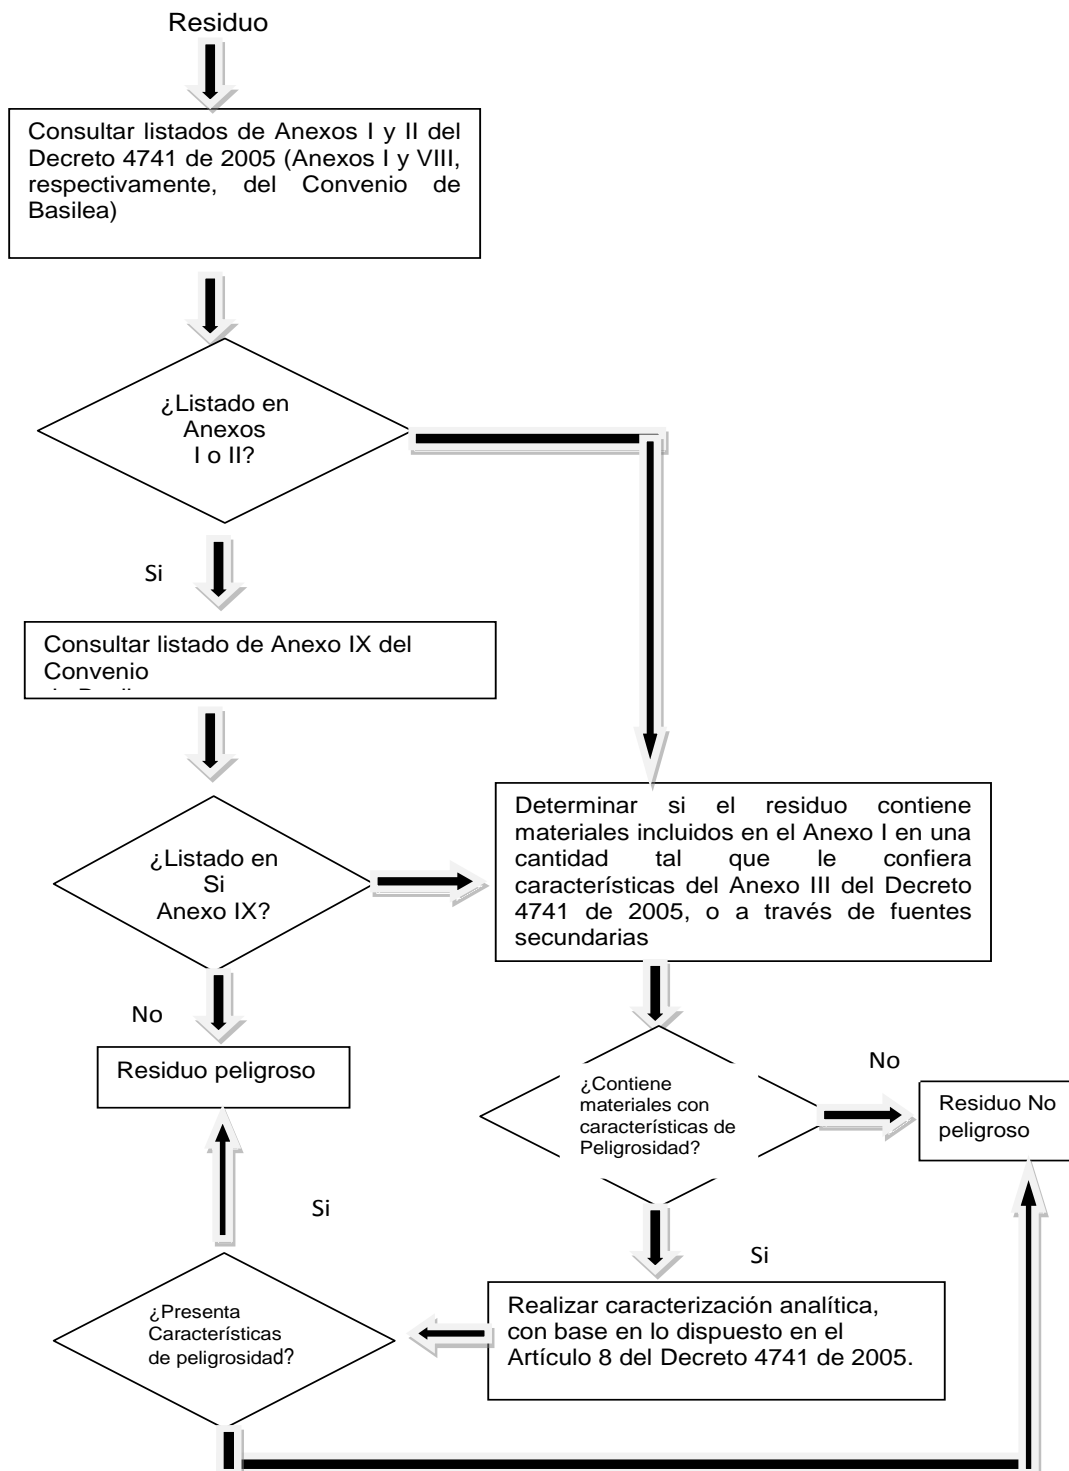 Residuo
Consultar listados de Anexos I y II del
Decreto 4741 de 2005 (Anexos I y VIII,
respectivamente, del Convenio de
Basilea)
¿Listado en
Anexos
I o II?
Si
Consultar listado de Anexo IX del
Convenio
¿Listado en
Si
Anexo IX?
Determinar si el residuo contiene
materiales incluidos en el Anexo I en una
cantidad tal que le confiera
características del Anexo III del Decreto
4741 de 2005, o a través de fuentes
secundarias
No
Residuo peligroso
¿Contiene
materiales con
características de
Peligrosidad?
No
Residuo No
peligroso
Si
Si
¿Presenta
Características
de peligrosidad?
Realizar caracterización analítica,
con base en lo dispuesto en el
Artículo 8 del Decreto 4741 de 2005.